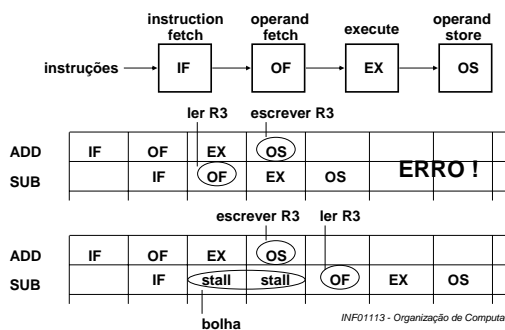 instruction fetch operand fetch execute operand store
instruções IF OF EX OS
ler R3 escrever R3
ADD IF OF EX OS
SUB IF OF EX OS ERRO !
escrever R3 ler R3
ADD IF OF EX OS
SUB IF stall stall OF EX OS
bolha
INF01113 - Organização de Computa